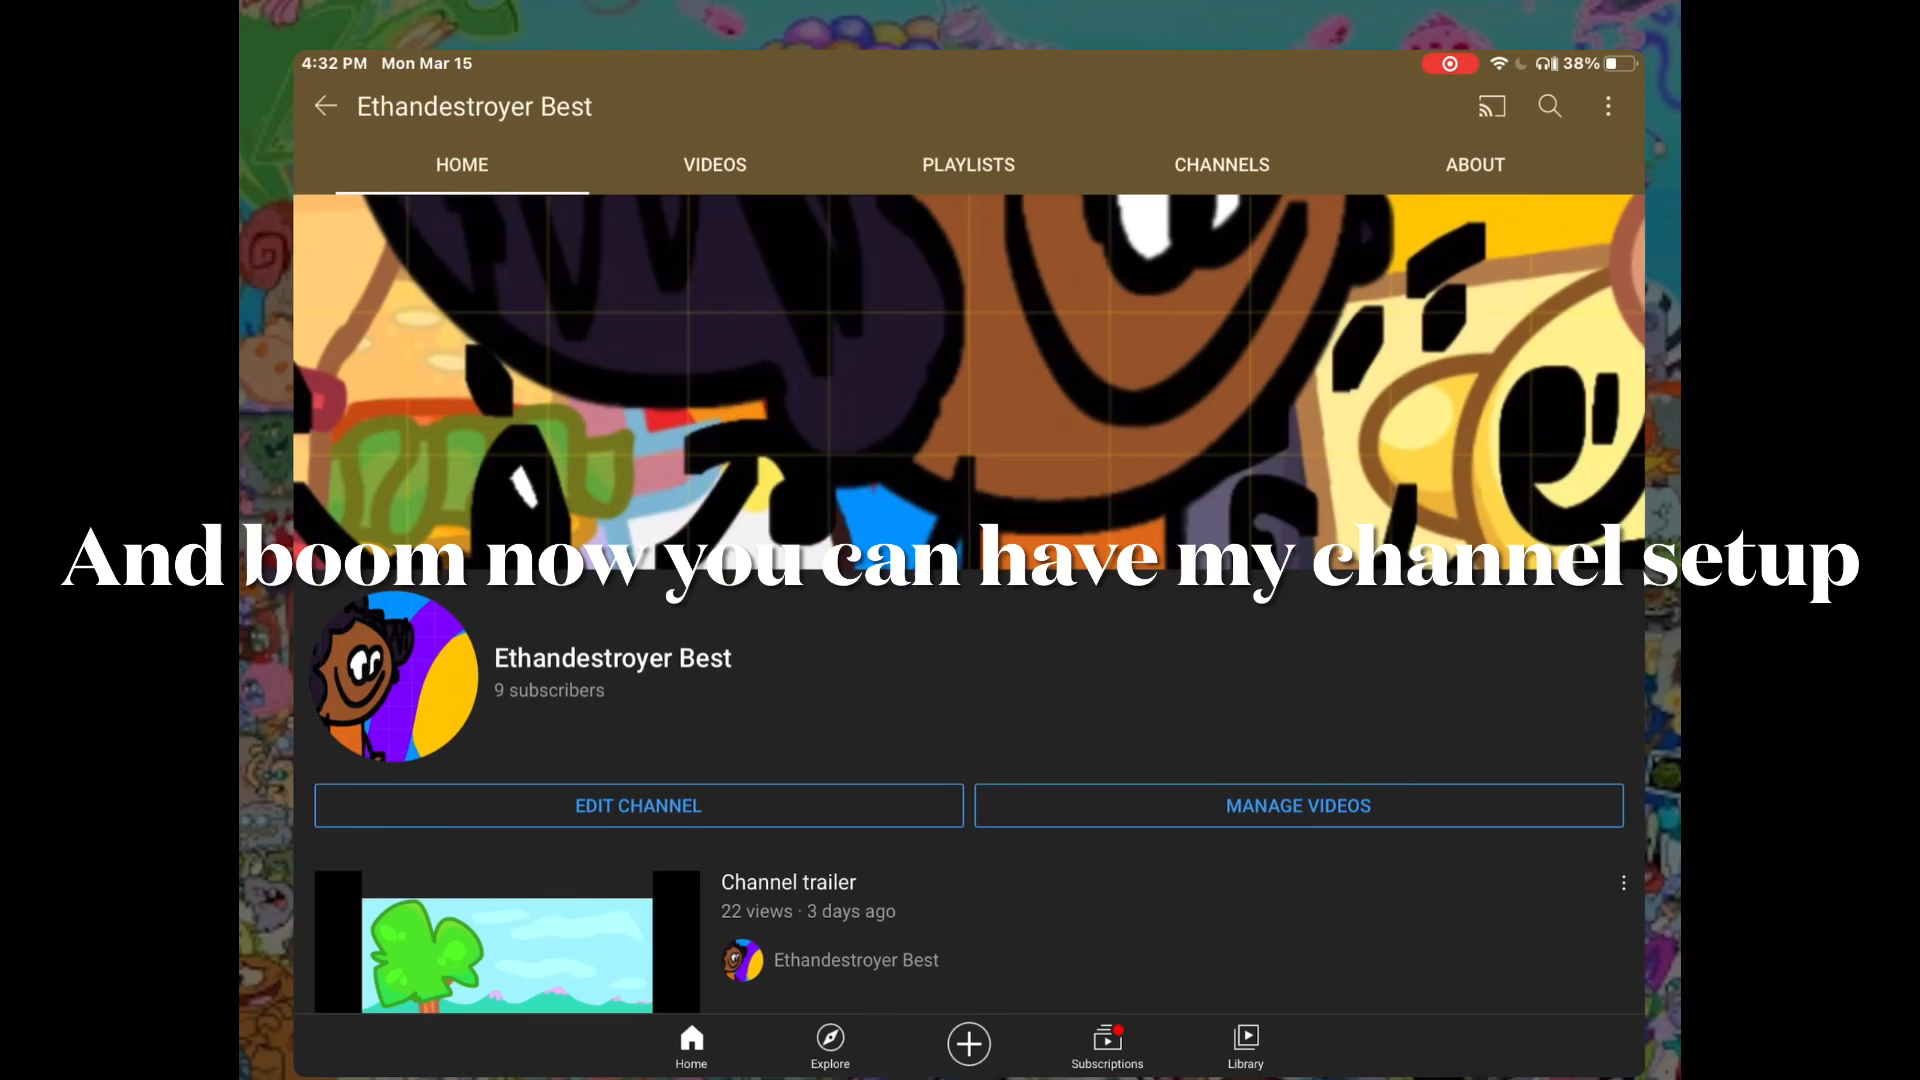 4:32 PM Mon Mar 15
38%
Ethandestroyer Best
HOME VIDEOS PLAYLISTS CHANNELS ABOUT
And boom now you can have my channel setup
Ethandestroyer Best
9 subscribers
EDIT CHANNEL MANAGE VIDEOS
Channel trailer
22 views · 3 days ago
Ethandestroyer Best
Home Explore Subscriptions Library